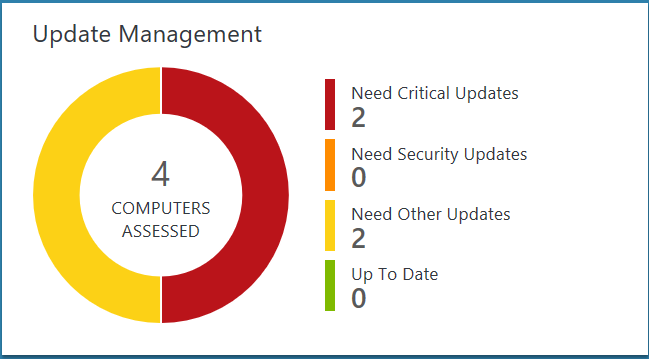 Update Management
4
COMPUTERS
ASSESSED
Need Critical Updates
2
Need Security Updates
0
Need Other Updates
2
Up To Date
0